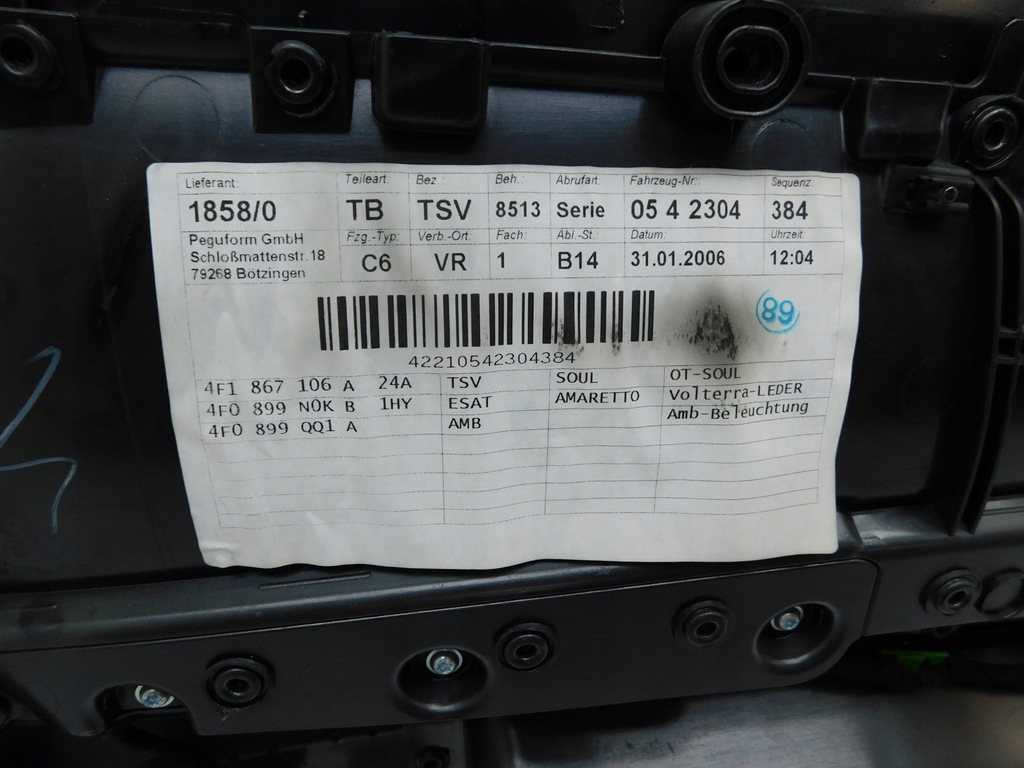 Lieferant: Teileart: Bez.: Beh.: Abrufart: Fahrzeug-Nr.: Sequenz
1858/0 TB TSV 8513 Serie 05 4 2304 384
Peguform GmbH Fzg.-Typ: Verb.-Ort: Fach: Abl.-St.: Datum: Uhrzeit
Schloßmattenstr.18 C6 VR 1 B14 31.01.2006 12:04
79268 Bötzingen
89
42210542304384
4F1 867 106 A 24A TSV SOUL OT-SOUL
4F0 899 N0K B 1HY ESAT AMARETTO Volterra-LEDER
4F0 899 QQ1 A AMB Amb-Beleuchtung